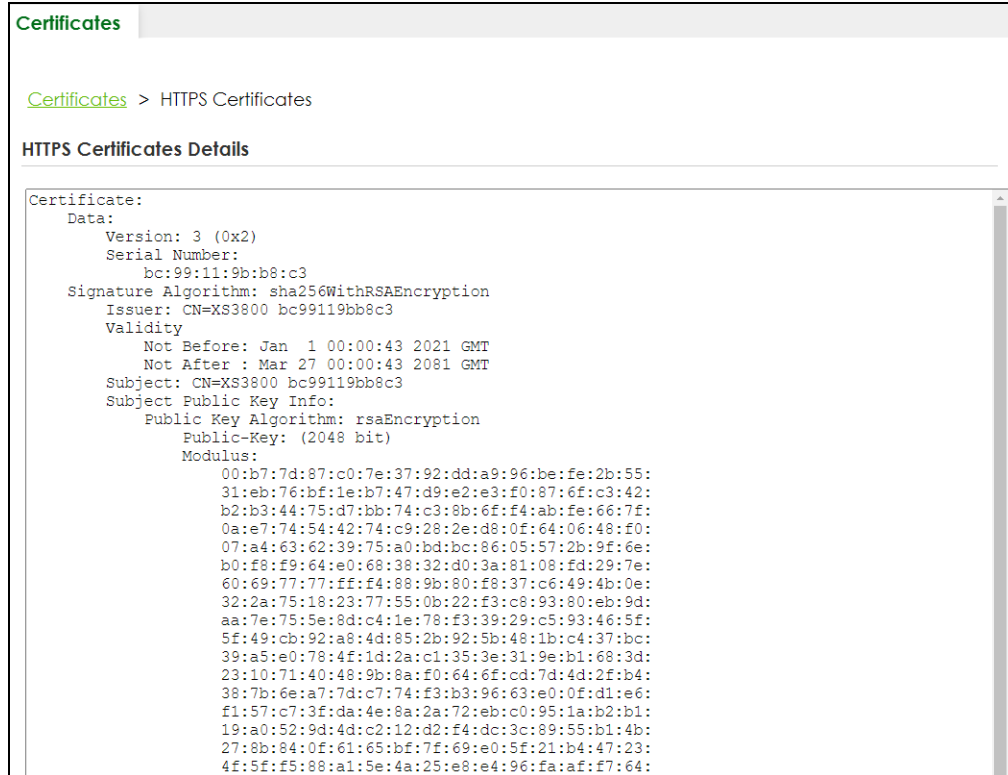 Certificates
Certificates > HTTPS Certificates
HTTPS Certificates Details
Certificate:
    Data:
        Version: 3 (0x2)
        Serial Number:
            bc:99:11:9b:b8:c3
    Signature Algorithm: sha256WithRSAEncryption
        Issuer: CN=XS3800 bc99119bb8c3
        Validity
            Not Before: Jan  1 00:00:43 2021 GMT
            Not After : Mar 27 00:00:43 2081 GMT
        Subject: CN=XS3800 bc99119bb8c3
        Subject Public Key Info:
            Public Key Algorithm: rsaEncryption
                Public-Key: (2048 bit)
                Modulus:
                    00:b7:7d:87:c0:7e:37:92:dd:a9:96:be:fe:2b:55:
                    31:eb:76:bf:1e:b7:47:d9:e2:e3:f0:87:6f:c3:42:
                    b2:b3:44:75:d7:bb:74:c3:8b:6f:f4:ab:fe:66:7f:
                    0a:e7:74:54:42:74:c9:28:2e:d8:0f:64:06:48:f0:
                    07:a4:63:62:39:75:a0:bd:bc:86:05:57:2b:9f:6e:
                    b0:f8:f9:64:e0:68:38:32:d0:3a:81:08:fd:29:7e:
                    60:69:77:77:ff:f4:88:9b:80:f8:37:c6:49:4b:0e:
                    32:2a:75:18:23:77:55:0b:22:f3:c8:93:80:eb:9d:
                    aa:7e:75:5e:8d:c4:1e:78:f3:39:29:c5:93:46:5f:
                    5f:49:cb:92:a8:4d:85:2b:92:5b:48:1b:c4:37:bc:
                    39:a5:e0:78:4f:1d:2a:c1:35:3e:31:9e:b1:68:3d:
                    23:10:71:40:48:9b:8a:f0:64:6f:cd:7d:4d:2f:b4:
                    38:7b:6e:a7:7d:c7:74:f3:b3:96:63:e0:0f:d1:e6:
                    f1:57:c7:3f:da:4e:8a:2a:72:eb:c0:95:1a:b2:b1:
                    19:a0:52:9d:4d:c2:12:d2:f4:dc:3c:89:55:b1:4b:
                    27:8b:84:0f:61:65:bf:7f:69:e0:5f:21:b4:47:23:
                    4f:5f:f5:88:a1:5e:4a:25:e8:e4:96:fa:af:f7:64: